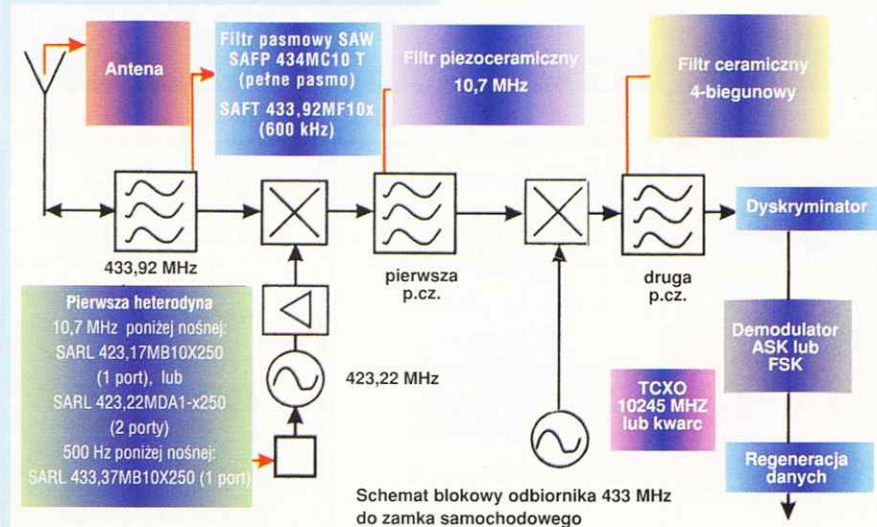 Antena
Filtr pasmowy SAW
SAFP 434MC10 T
(pełne pasmo)
SAFT 433,92MF10x
(600 kHz)
Filtr piezoceramiczny
10,7 MHz
Filtr ceramiczny
4-biegunowy
433,92 MHz
pierwsza
p.cz.
druga
p.cz.
Dyskryminator
Pierwsza heterodyna
10,7 MHz poniżej nośnej:
SARL 423,17MB10X250
(1 port), lub
SARL 423,22MDA1-x250
(2 porty)
500 Hz poniżej nośnej:
SARL 433,37MB10X250 (1 port)
423,22 MHz
TCXO
10245 MHZ
lub kwarc
Demodulator
ASK lub
FSK
Regeneracja
danych
Schemat blokowy odbiornika 433 MHz
do zamka samochodowego